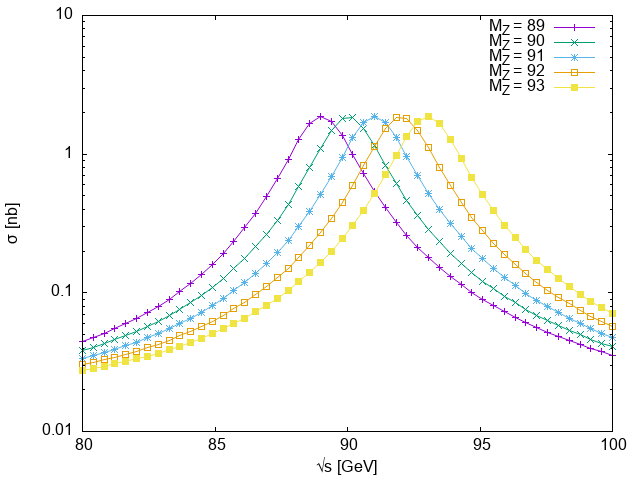 10
1
0.1
0.01
σ [nb]
M_Z = 89
M_Z = 90
M_Z = 91
M_Z = 92
M_Z = 93
80 85 90 95 100
√s [GeV]